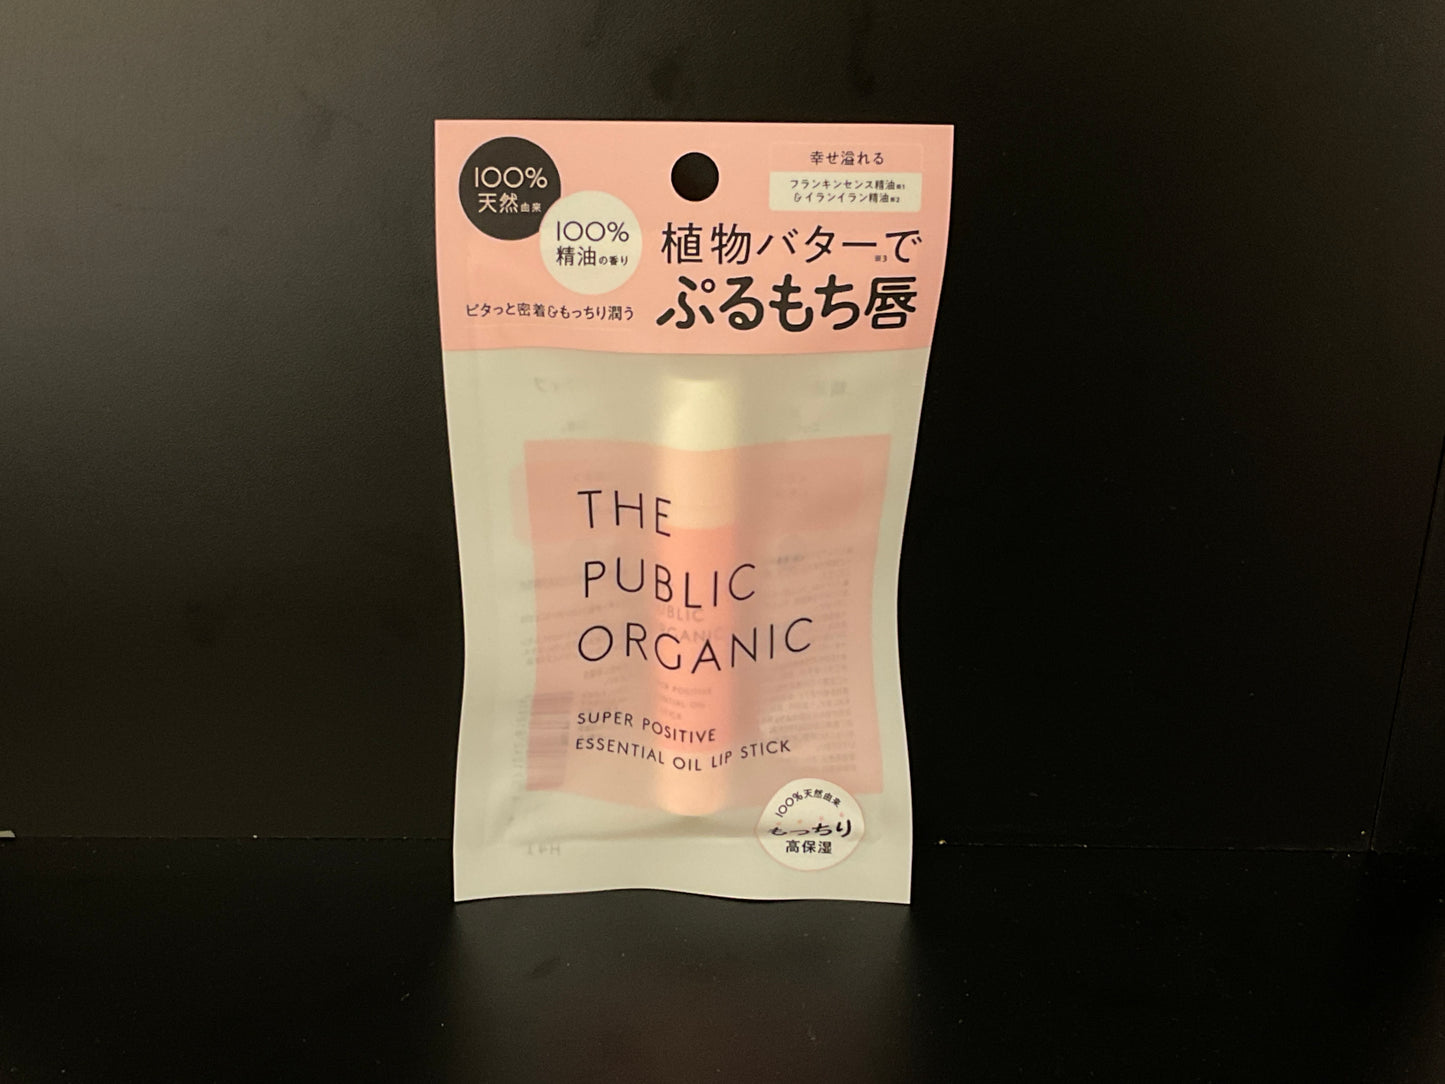 100%
天然由来
100%
精油の香り
ピタっと密着&もっちり潤う
幸せ溢れる
フランキンセンス精油※1
&イランイラン精油※2
植物バターで
※3
ぷるもち唇
THE
PUBLIC
ORGANIC
SUPER POSITIVE
ESSENTIAL OIL LIP STICK
100%天然由来
もっちり
高保湿